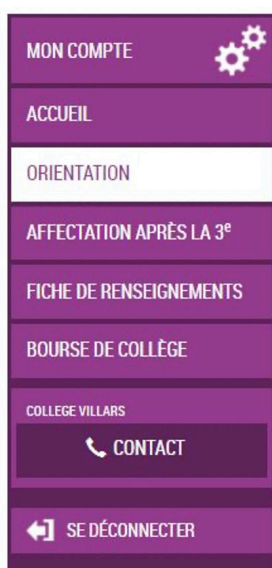 MON COMPTE
ACCUEIL
ORIENTATION
AFFECTATION APRÈS LA 3e
FICHE DE RENSEIGNEMENTS
BOURSE DE COLLÈGE
COLLEGE VILLARS
CONTACT
SE DÉCONNECTER